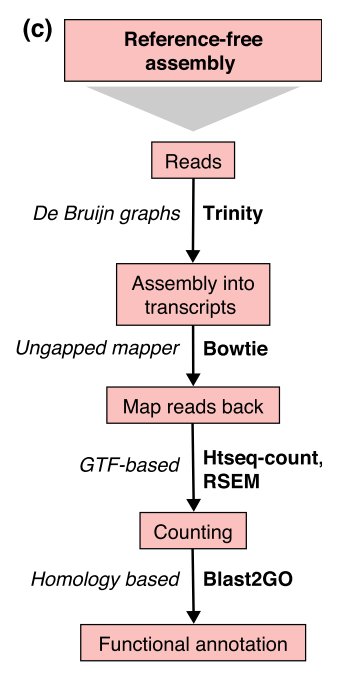 (c)
Reference-free
assembly
Reads
De Bruijn graphs Trinity
Assembly into
transcripts
Ungapped mapper Bowtie
Map reads back
GTF-based Htseq-count,
RSEM
Counting
Homology based Blast2GO
Functional annotation